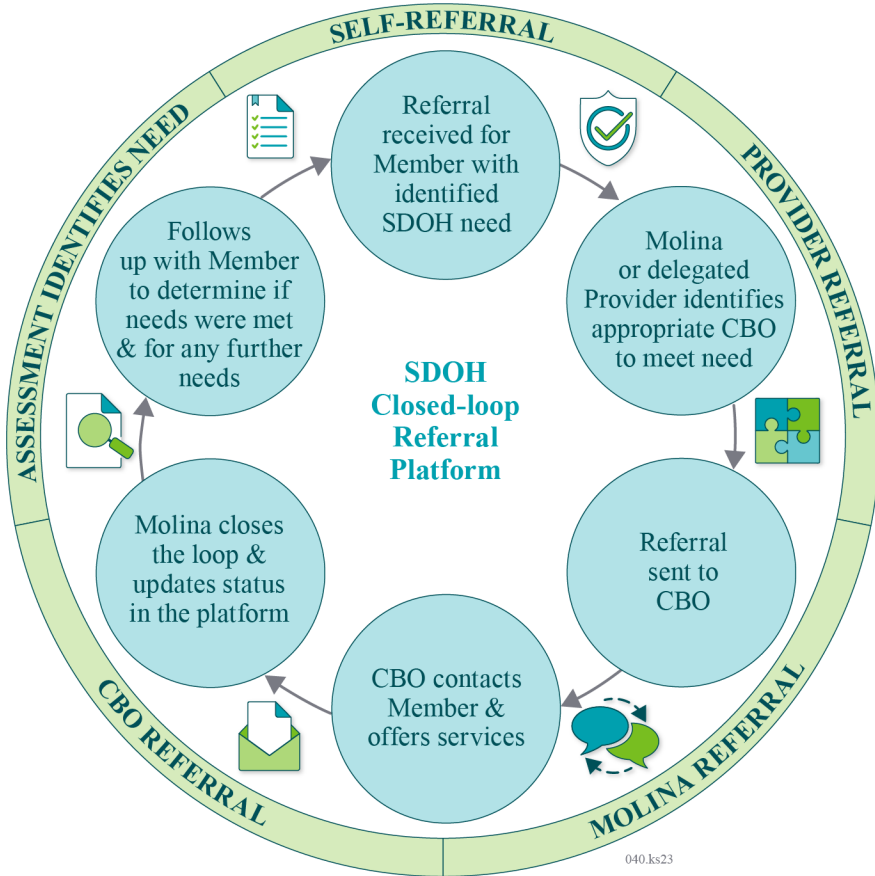 SELF-REFERRAL
PROVIDER REFERRAL
MOLINA REFERRAL
CBO REFERRAL
ASSESSMENT IDENTIFIES NEED
Referral
received for
Member with
identified
SDOH need
Molina
or delegated
Provider identifies
appropriate CBO
to meet need
Referral
sent to
CBO
CBO contacts
Member &
offers services
Molina closes
the loop &
updates status
in the platform
Follows
up with Member
to determine if
needs were met
& for any further
needs
SDOH
Closed-loop
Referral
Platform
040.ks23